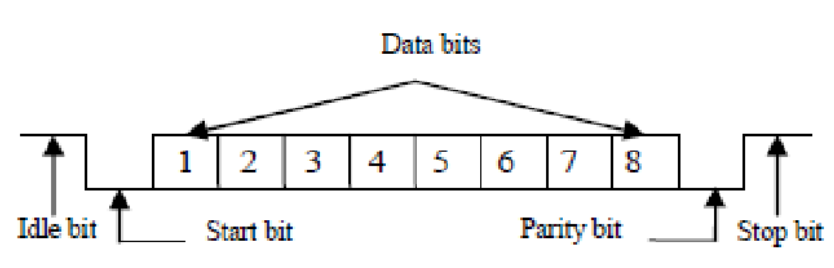 Data bits
1 2 3 4 5 6 7 8
Idle bit Start bit Parity bit Stop bit